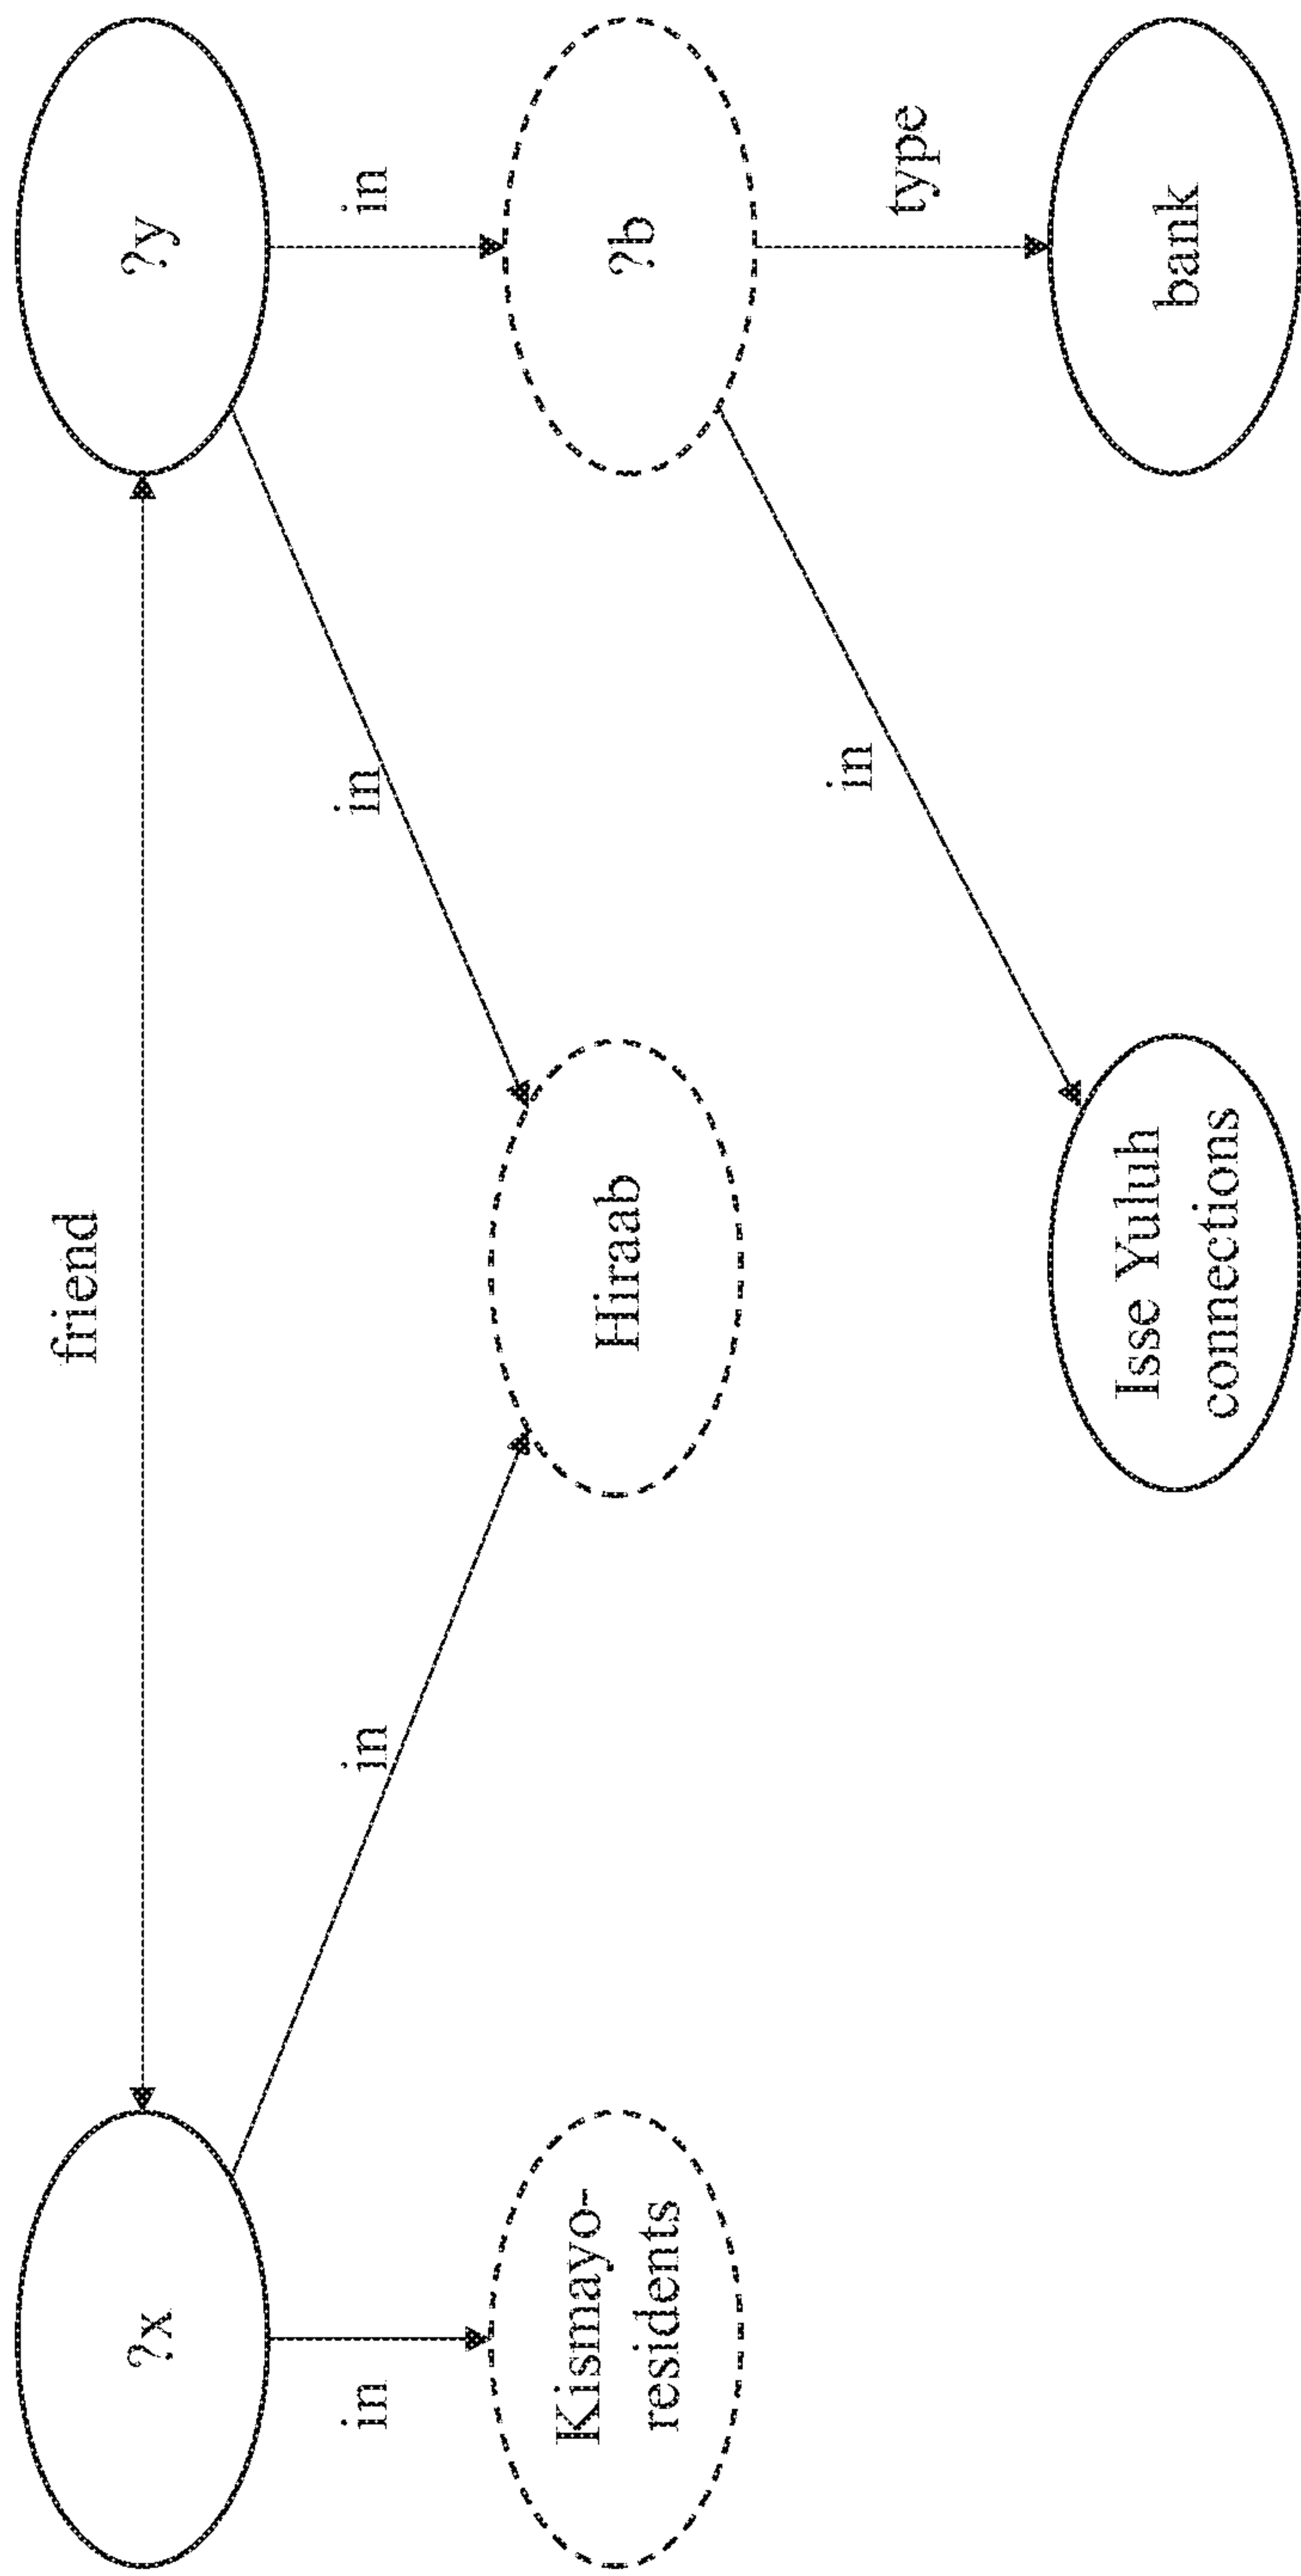 friend
?x
?y
in
in
in
in
Kismayo-
residents
Hiraab
?b
in
type
Isse Yuluh
connections
bank